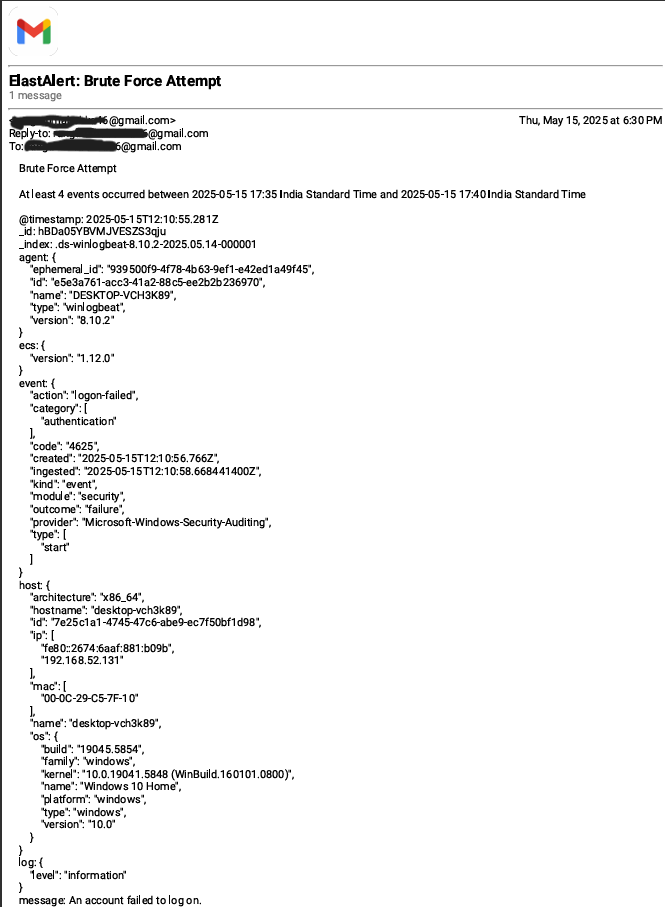 ElastAlert: Brute Force Attempt
1 message
6@gmail.com>
Thu, May 15, 2025 at 6:30 PM
Reply-to: 6@gmail.com
To: 6@gmail.com
Brute Force Attempt
At least 4 events occurred between 2025-05-15 17:35 India Standard Time and 2025-05-15 17:40 India Standard Time
@timestamp: 2025-05-15T12:10:55.281Z
_id: hBDa05YBVMJVESZS3qju
_index: .ds-winlogbeat-8.10.2-2025.05.14-000001
agent: {
"ephemeral_id": "939500f9-4f78-4b63-9ef1-e42ed1a49f45",
"id": "e5e3a761-acc3-41a2-88c5-ee2b2b236970",
"name": "DESKTOP-VCH3K89",
"type": "winlogbeat",
"version": "8.10.2"
}
ecs: {
"version": "1.12.0"
}
event: {
"action": "logon-failed",
"category": [
"authentication"
],
"code": "4625",
"created": "2025-05-15T12:10:56.766Z",
"ingested": "2025-05-15T12:10:58.668441400Z",
"kind": "event",
"module": "security",
"outcome": "failure",
"provider": "Microsoft-Windows-Security-Auditing",
"type": [
"start"
]
}
host: {
"architecture": "x86_64",
"hostname": "desktop-vch3k89",
"id": "7e25c1a1-4745-47c6-abe9-ec7f50bf1d98",
"ip": [
"fe80::2674:6aaf:881:b09b",
"192.168.52.131"
],
"mac": [
"00-0C-29-C5-7F-10"
],
"name": "desktop-vch3k89",
"os": {
"build": "19045.5854",
"family": "windows",
"kernel": "10.0.19041.5848 (WinBuild.160101.0800)",
"name": "Windows 10 Home",
"platform": "windows",
"type": "windows",
"version": "10.0"
}
}
log: {
"level": "information"
}
message: An account failed to log on.